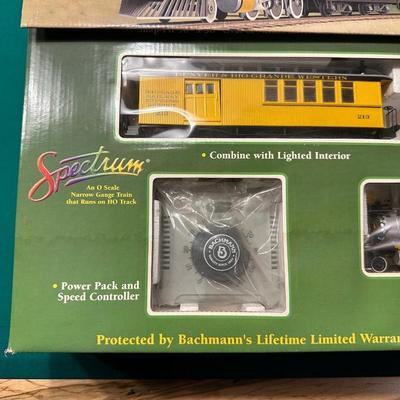 DENVER & RIO GRANDE WESTERN
213
• Combine with Lighted Interior
Spectrum®
An O Scale
Narrow Gauge Train
that Runs on HO Track
BACHMANN
• Power Pack and
Speed Controller
Protected by Bachmann's Lifetime Limited Warran